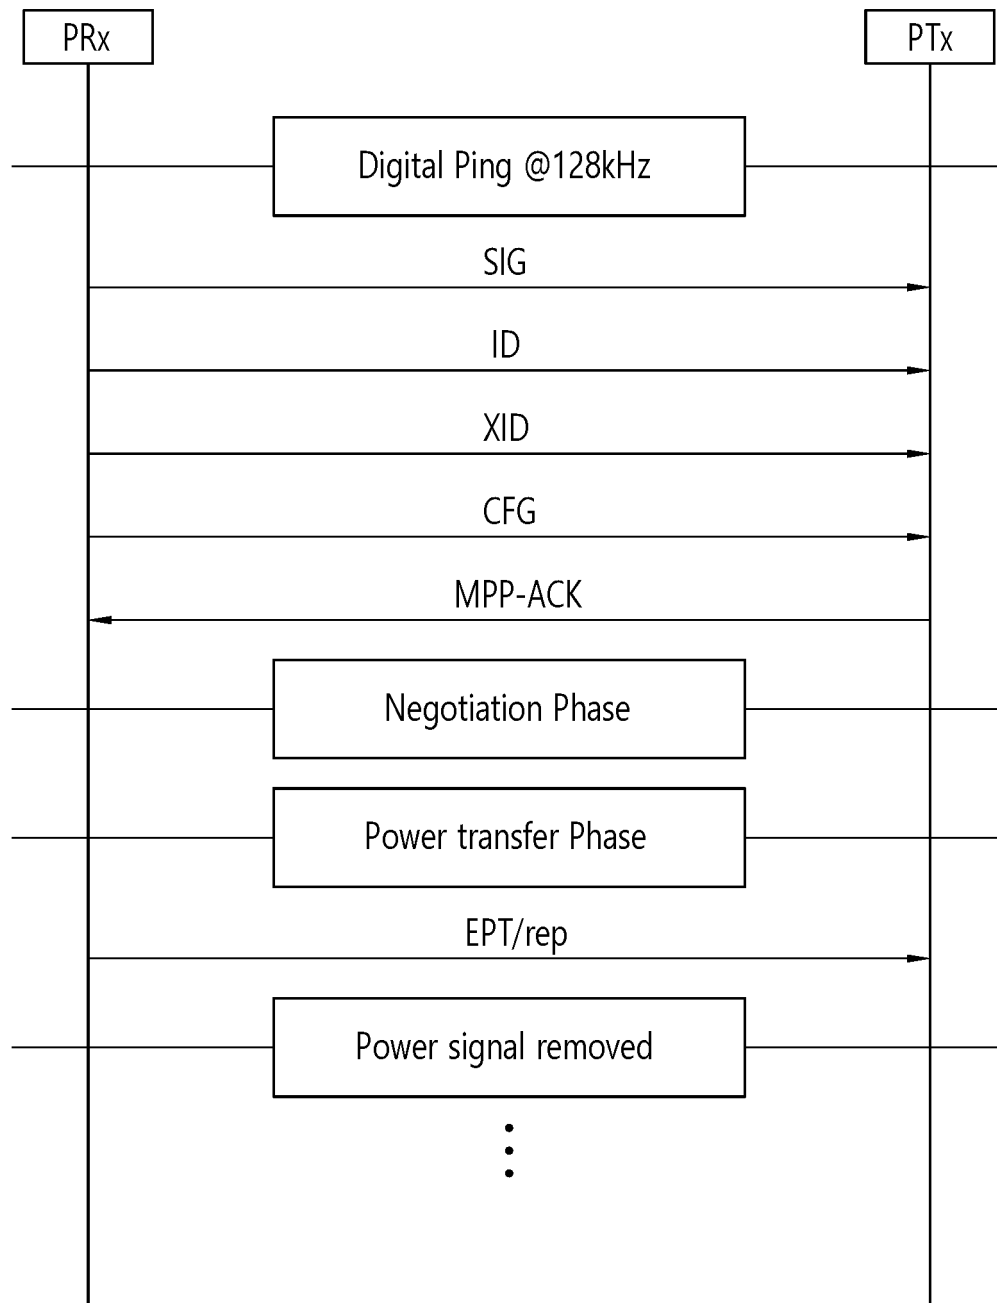 PRx
PTx
Digital Ping @128kHz
SIG
ID
XID
CFG
MPP-ACK
Negotiation Phase
Power transfer Phase
EPT/rep
Power signal removed